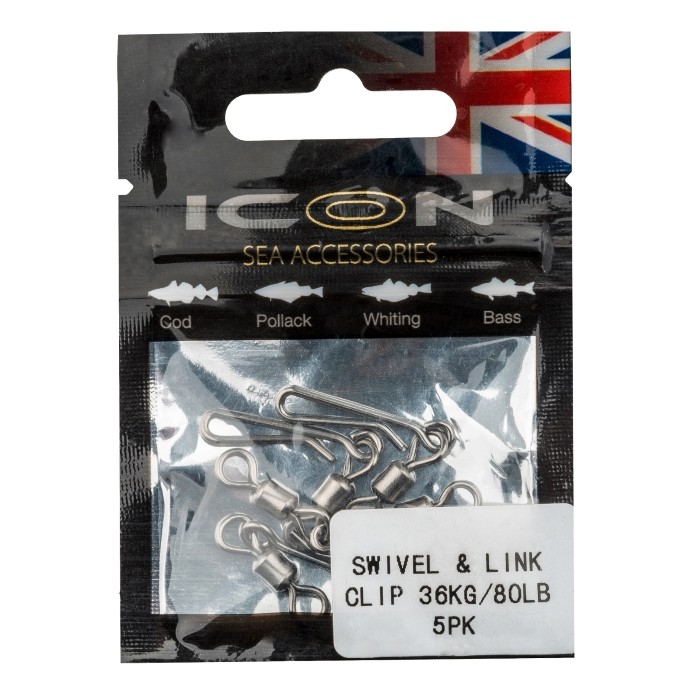 ICON
SEA ACCESSORIES
Cod Pollack Whiting Bass
SWIVEL & LINK
CLIP 36KG/80LB
5PK